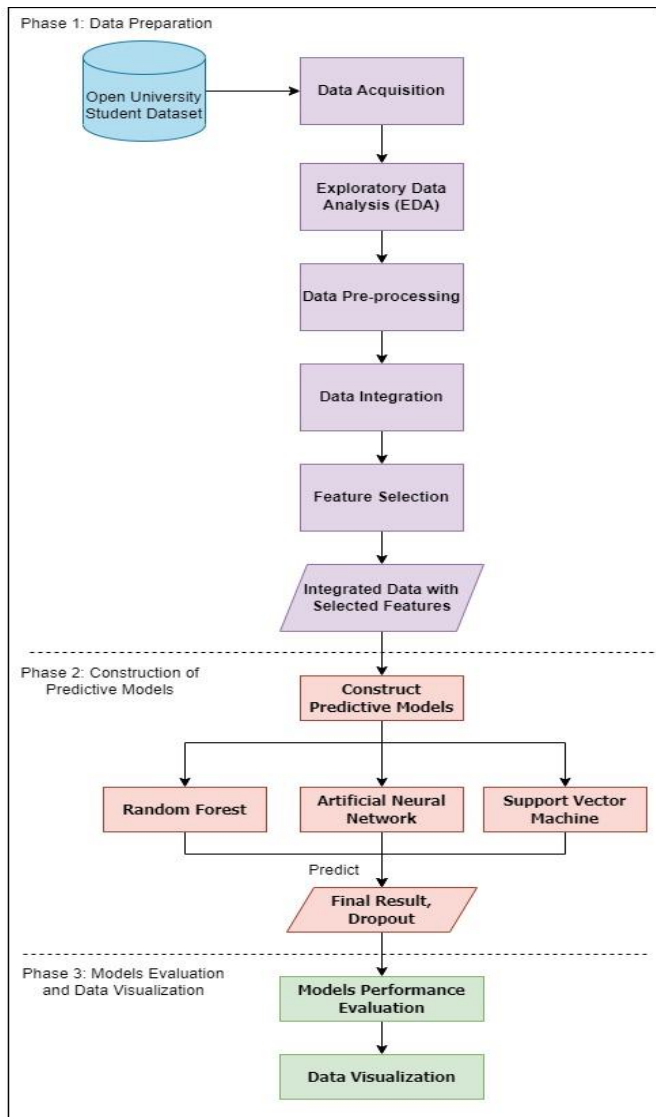 Phase 1: Data Preparation
Open University
Student Dataset
Data Acquisition
Exploratory Data
Analysis (EDA)
Data Pre-processing
Data Integration
Feature Selection
Integrated Data with
Selected Features
Phase 2: Construction of
Predictive Models
Construct
Predictive Models
Random Forest
Artificial Neural
Network
Support Vector
Machine
Predict
Final Result,
Dropout
Phase 3: Models Evaluation
and Data Visualization
Models Performance
Evaluation
Data Visualization